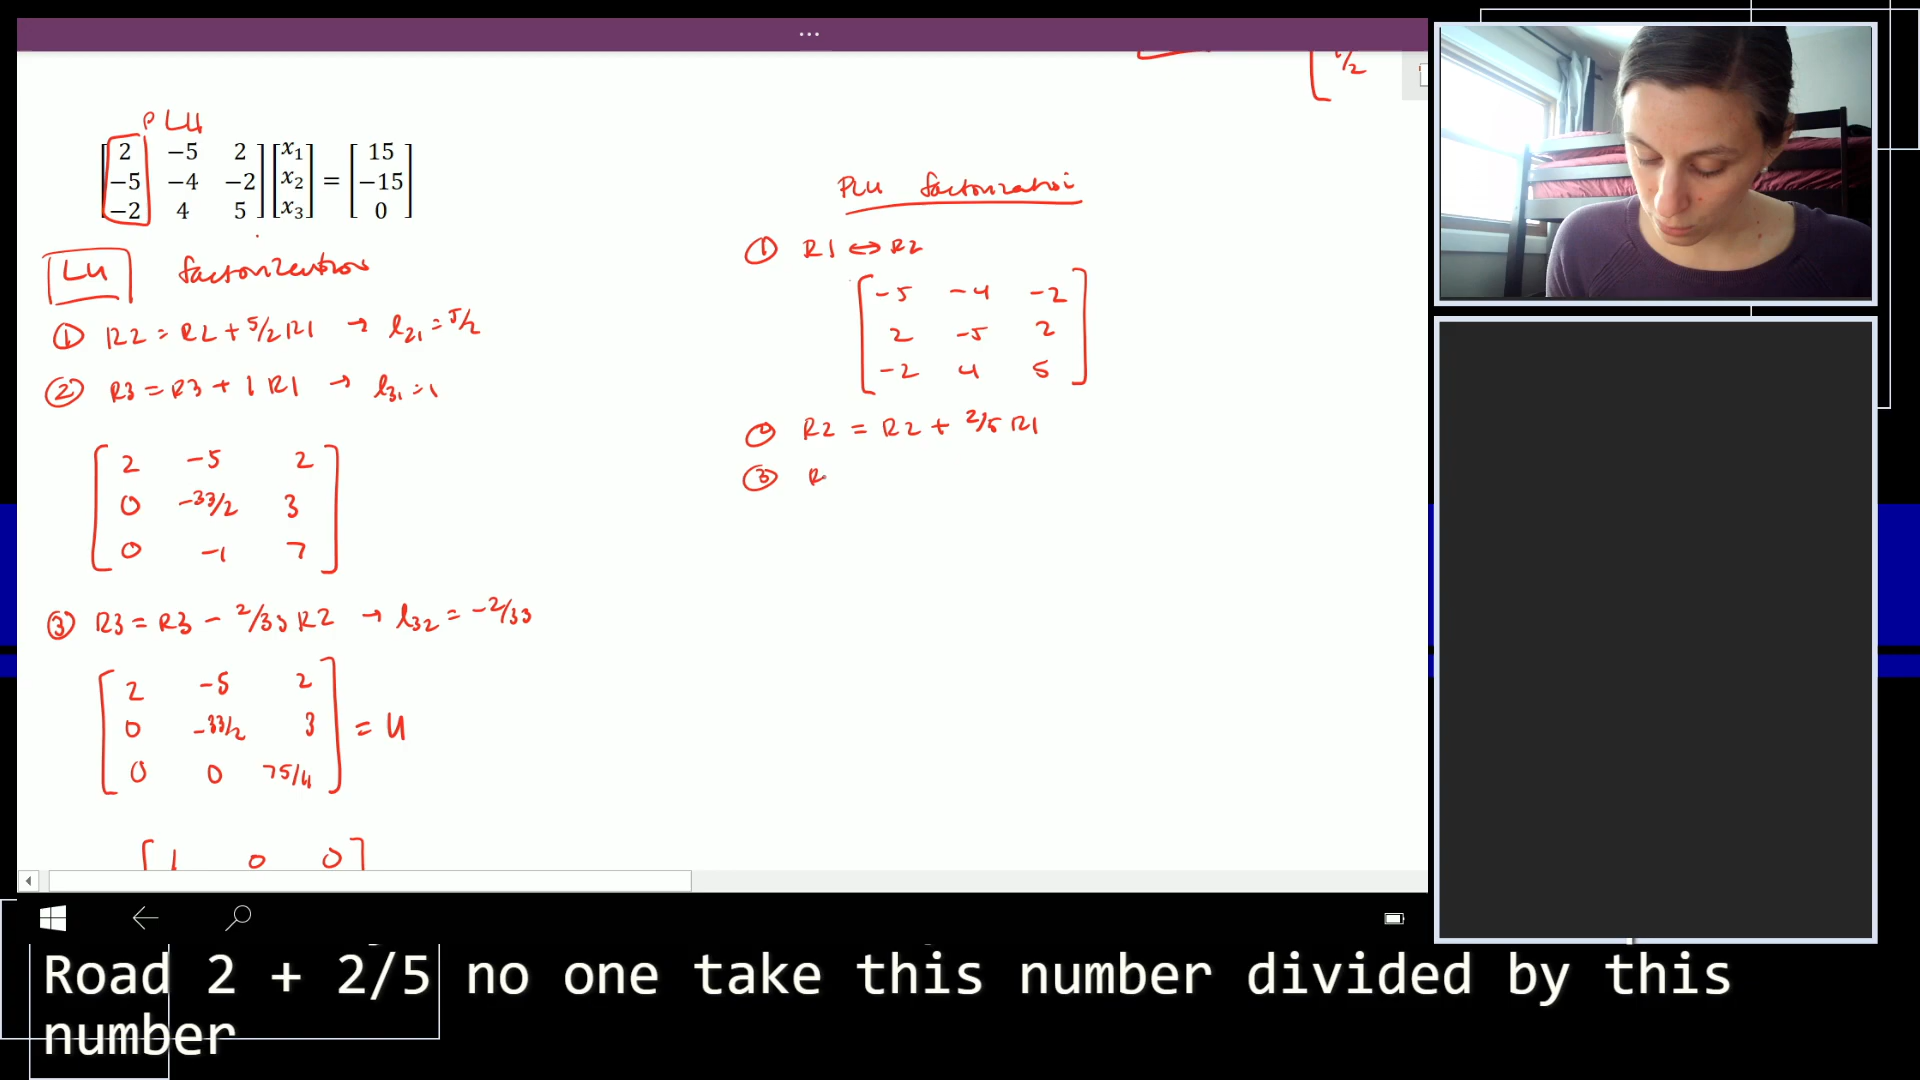 ...
1/2
PLU
[2 −5 2] [x₁] = [15]
[−5 −4 −2] [x₂] = [−15]
[−2 4 5] [x₃] = [0]
LU factorization
① R2 = R2 + 5/2 R1 → l₂₁ = 5/2
② R3 = R3 + 1 R1 → l₃₁ = 1
2 −5 2
0 −33/2 3
0 −1 7
③ R3 = R3 − 2/33 R2 → l₃₂ = −2/33
2 −5 2
0 −33/2 3 = U
0 0 75/11
1 0 0
PLU factorization
① R1 ↔ R2
−5 −4 −2
2 −5 2
−2 4 5
② R2 = R2 + 2/5 R1
③ R
Road 2 + 2/5 no one take this number divided by this
number